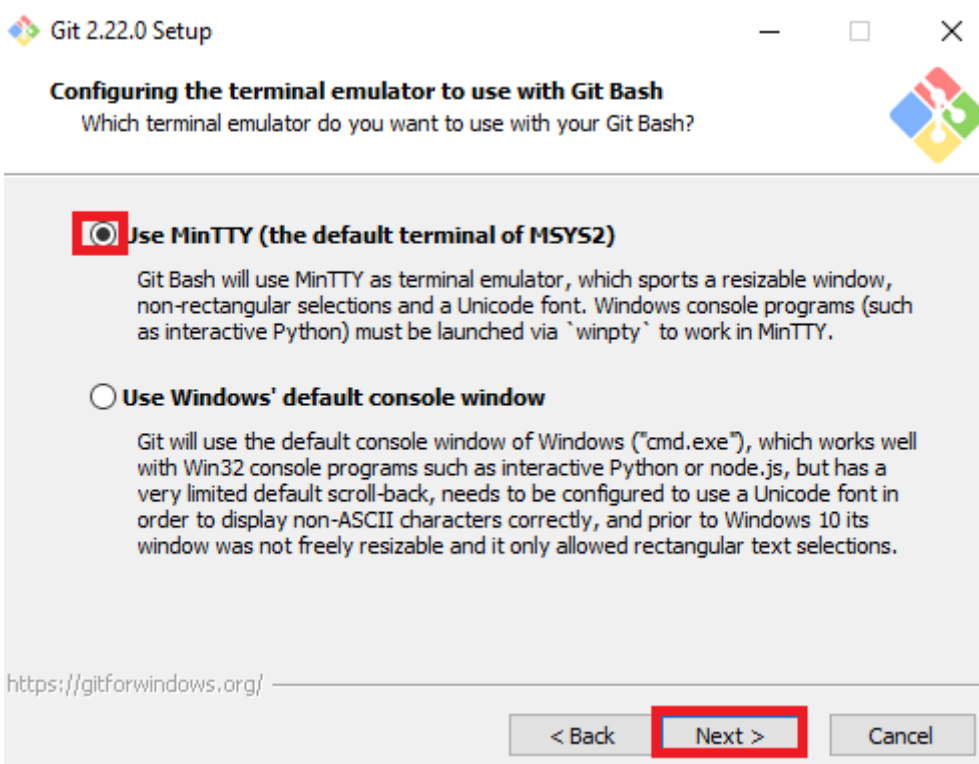 Git 2.22.0 Setup
Configuring the terminal emulator to use with Git Bash
Which terminal emulator do you want to use with your Git Bash?
Use MinTTY (the default terminal of MSYS2)
Git Bash will use MinTTY as terminal emulator, which sports a resizable window,
non-rectangular selections and a Unicode font. Windows console programs (such
as interactive Python) must be launched via `winpty` to work in MinTTY.
Use Windows' default console window
Git will use the default console window of Windows ("cmd.exe"), which works well
with Win32 console programs such as interactive Python or node.js, but has a
very limited default scroll-back, needs to be configured to use a Unicode font in
order to display non-ASCII characters correctly, and prior to Windows 10 its
window was not freely resizable and it only allowed rectangular text selections.
https://gitforwindows.org/
< Back Next > Cancel